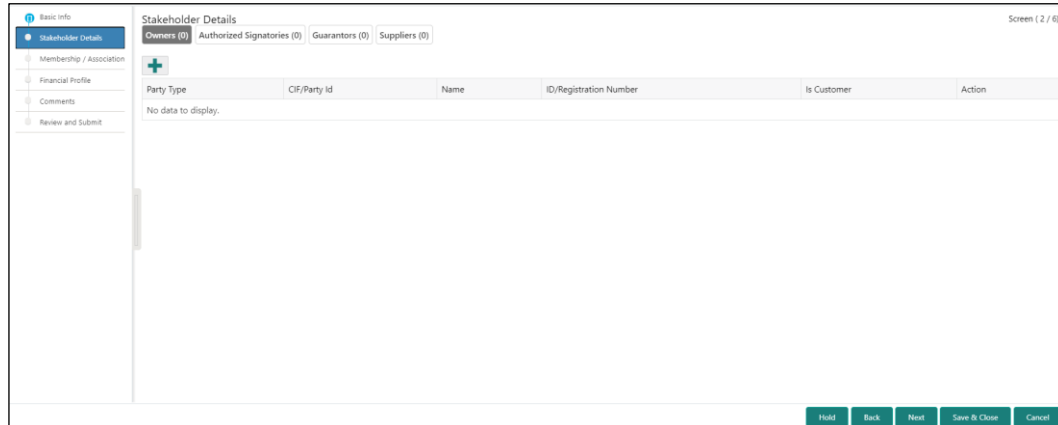 Basic Info
Stakeholder Details
Membership / Association
Financial Profile
Comments
Review and Submit
Stakeholder Details
Screen ( 2 / 6)
Owners (0) Authorized Signatories (0) Guarantors (0) Suppliers (0)
Party Type CIF/Party Id Name ID/Registration Number Is Customer Action
No data to display.
Hold Back Next Save & Close Cancel